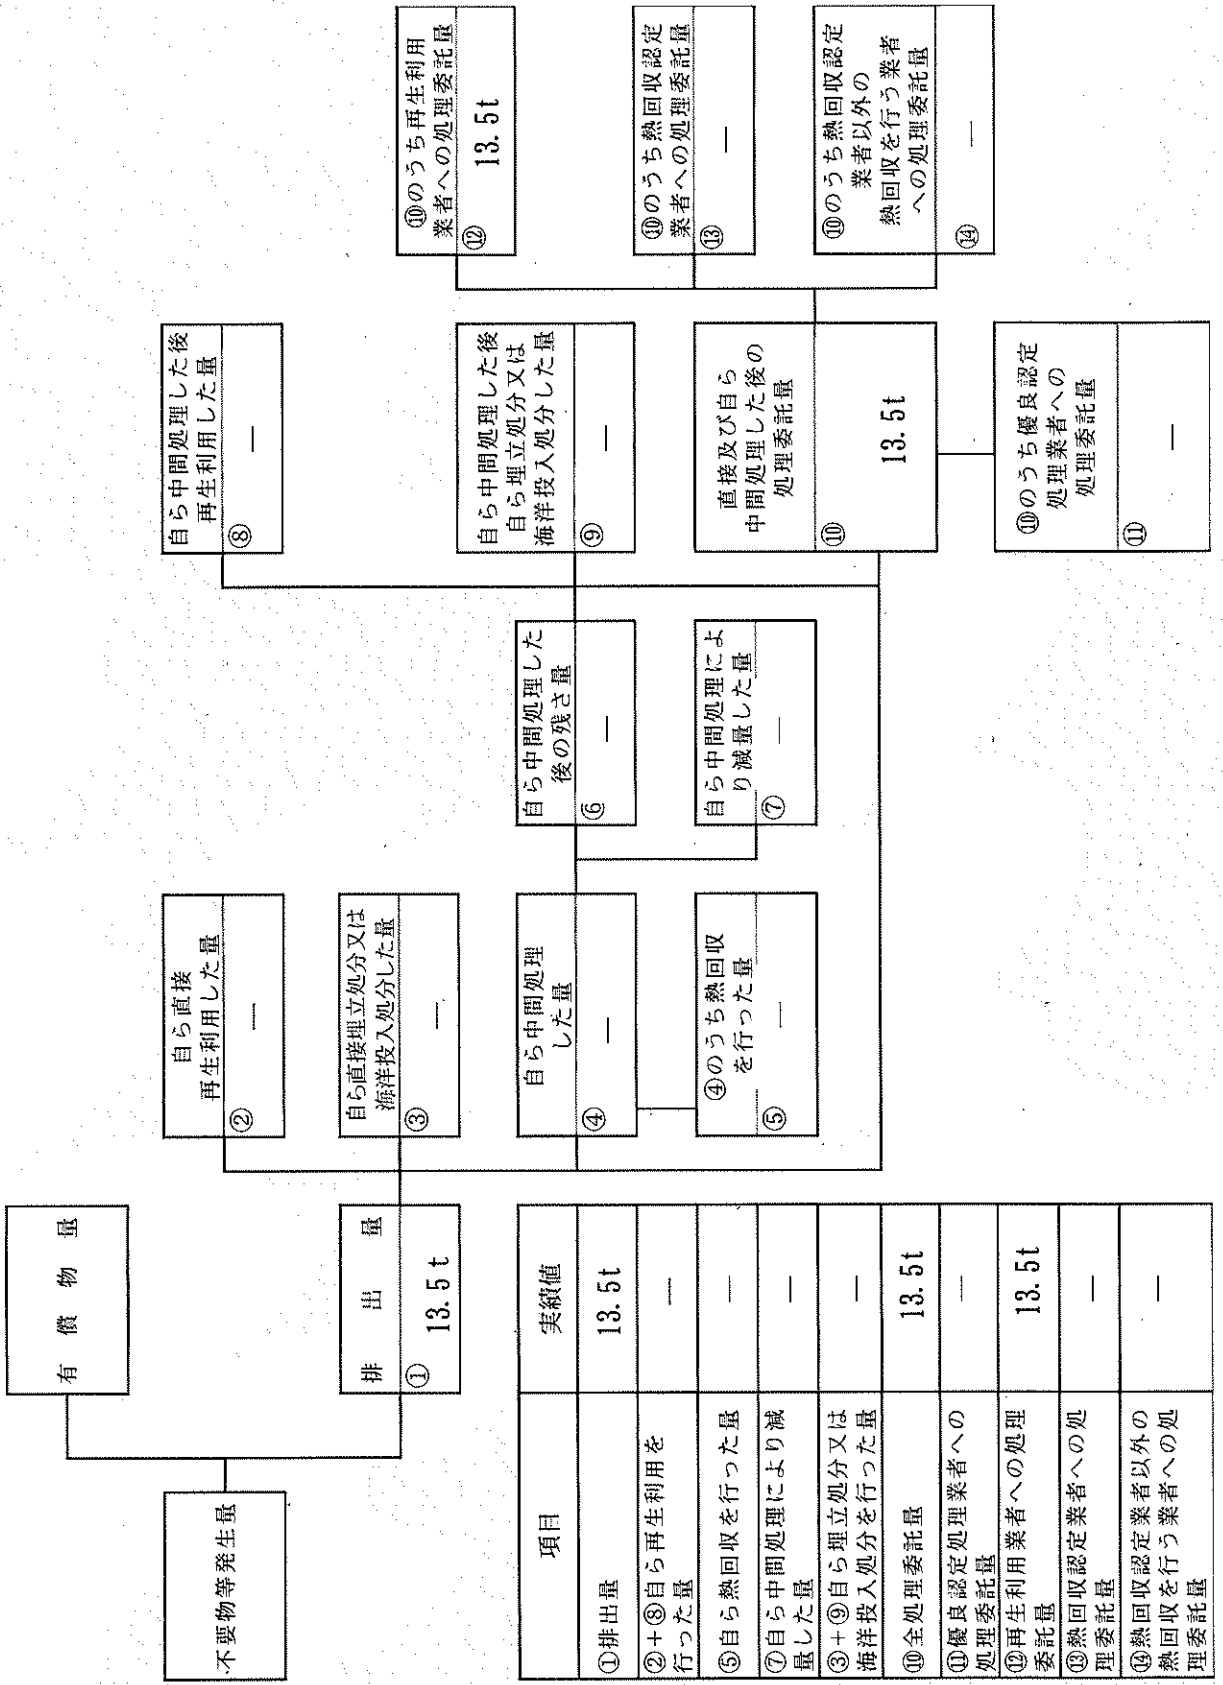 不要物等発生量
有償物量
排出量
① 13.5t
自ら直接
再生利用した量
② —
自ら直接埋立処分又は
海洋投入処分した量
③ —
自ら中間処理
した量
④ —
④のうち熱回収
を行った量
⑤ —
自ら中間処理した
後の残さ量
⑥ —
自ら中間処理によ
り減量した量
⑦ —
自ら中間処理した後
再生利用した量
⑧ —
自ら中間処理した後
自ら埋立処分又は
海洋投入処分した量
⑨ —
直接及び自ら
中間処理した後の
処理委託量
⑩ 13.5t
⑩のうち優良認定
処理業者への
処理委託量
⑪ —
⑩のうち再生利用
業者への処理委託量
⑫ 13.5t
⑩のうち熱回収認定
業者への処理委託量
⑬ —
⑩のうち熱回収認定
業者以外の
熱回収を行う業者
への処理委託量
⑭ —
項目 実績値
①排出量 13.5t
②+⑧自ら再生利用を
行った量 —
⑤自ら熱回収を行った量 —
⑦自ら中間処理により減
量した量 —
③+⑨自ら埋立処分又は
海洋投入処分を行った量 —
⑩全処理委託量 13.5t
⑪優良認定処理業者への
処理委託量 —
⑫再生利用業者への処理
委託量 13.5t
⑬熱回収認定業者への処
理委託量 —
⑭熱回収認定業者以外の
熱回収を行う業者への処
理委託量 —